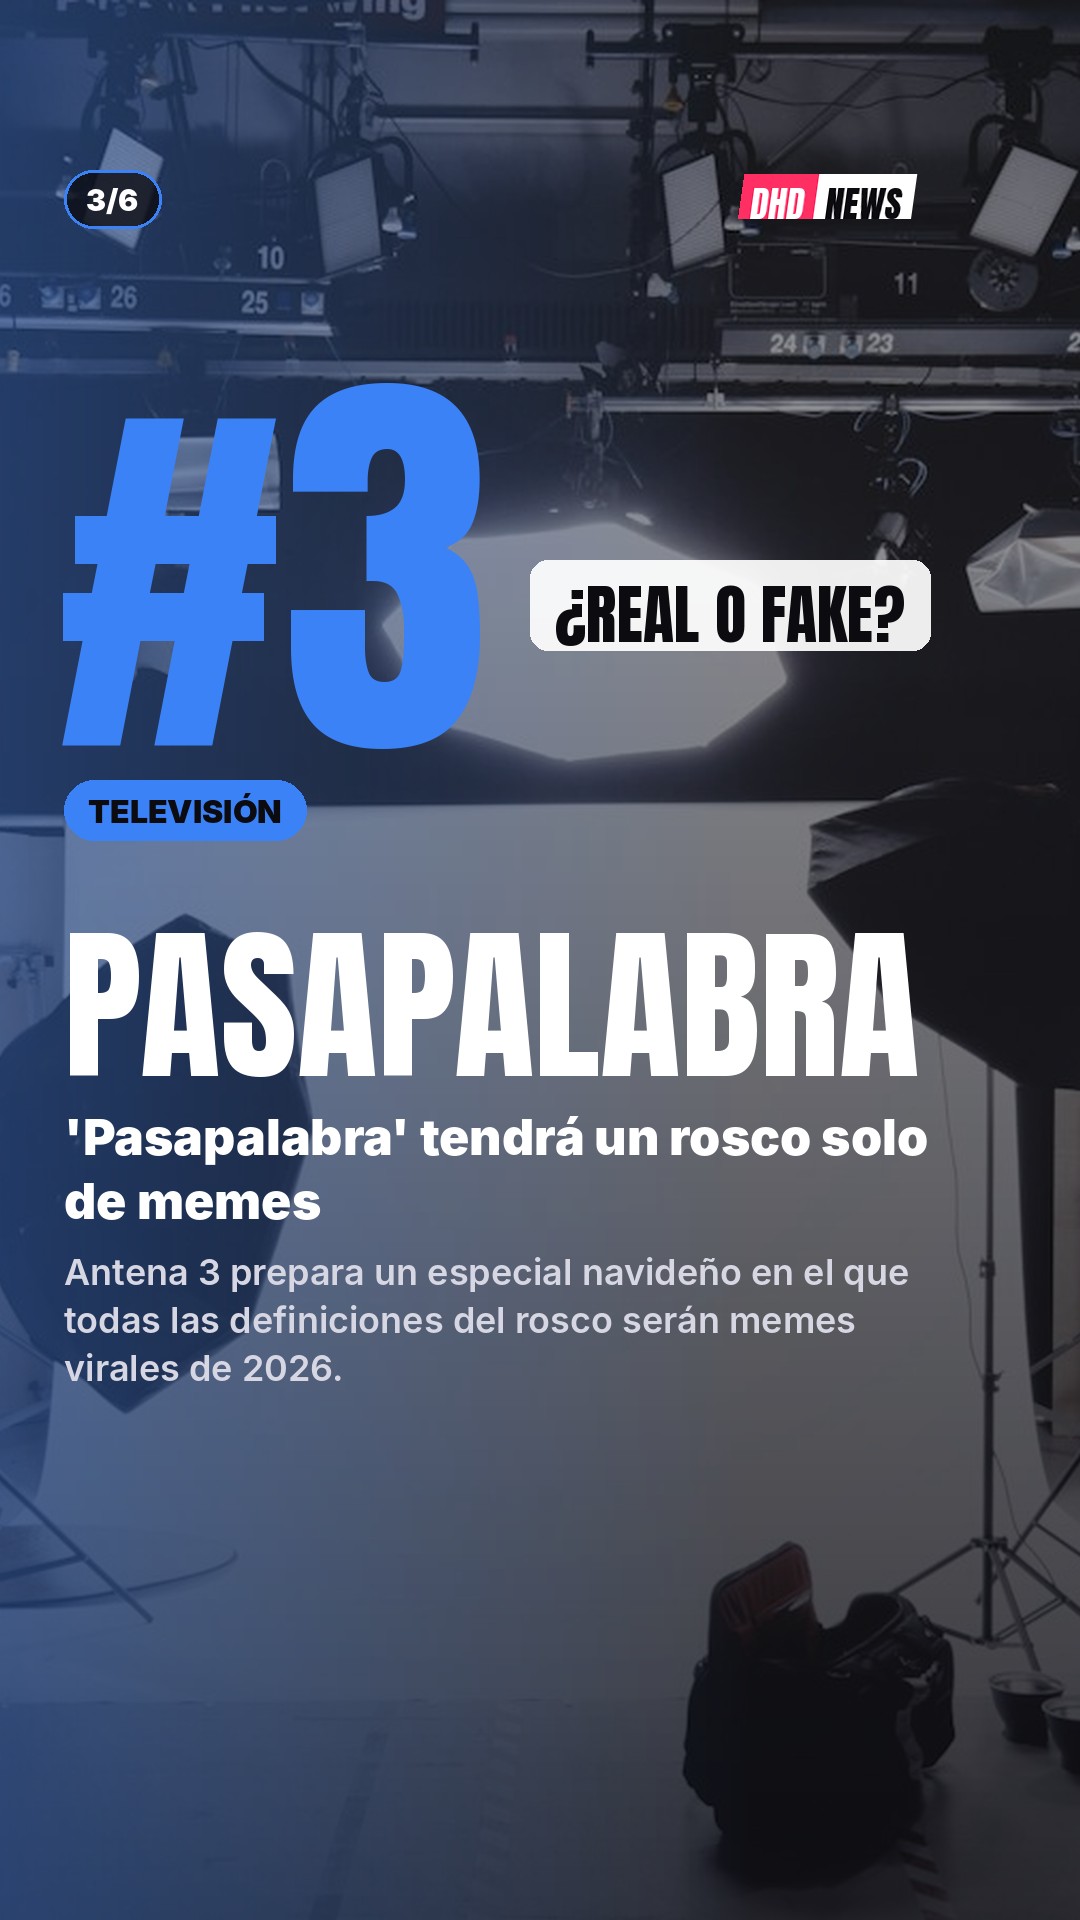 3/6
DHD NEWS
10
26
25
11
24
23
#3
¿REAL O FAKE?
TELEVISIÓN
PASAPALABRA
'Pasapalabra' tendrá un rosco solo
de memes
Antena 3 prepara un especial navideño en el que
todas las definiciones del rosco serán memes
virales de 2026.